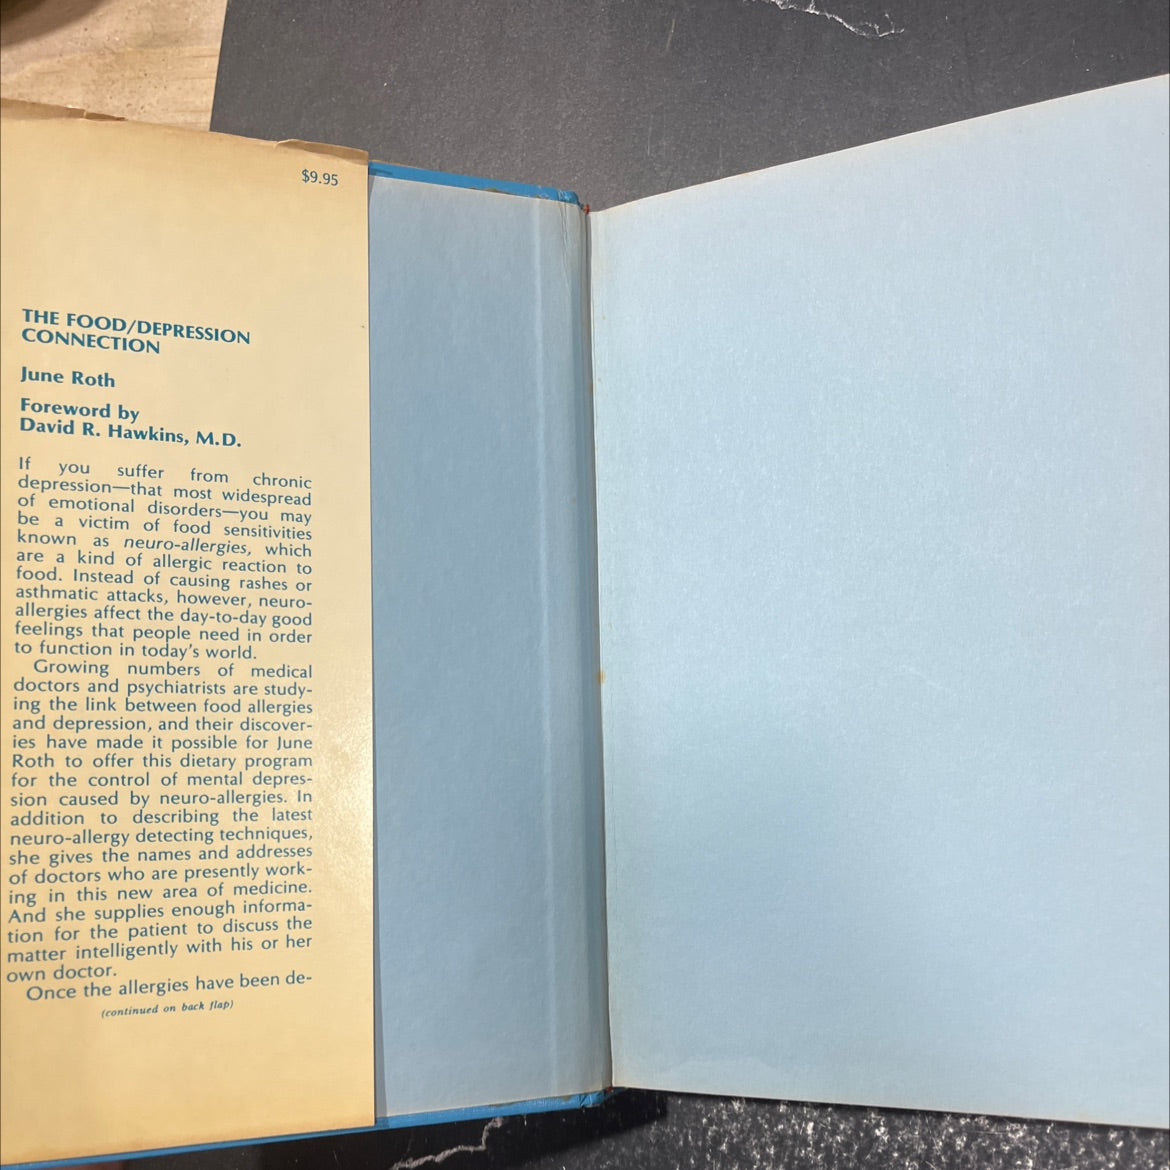 $9.95
THE FOOD/DEPRESSION
CONNECTION
June Roth
Foreword by
David R. Hawkins, M.D.
If you suffer from chronic
depression—that most widespread
of emotional disorders—you may
be a victim of food sensitivities
known as neuro-allergies, which
are a kind of allergic reaction to
food. Instead of causing rashes or
asthmatic attacks, however, neuro-
allergies affect the day-to-day good
feelings that people need in order
to function in today's world.
Growing numbers of medical
doctors and psychiatrists are study-
ing the link between food allergies
and depression, and their discover-
ies have made it possible for June
Roth to offer this dietary program
for the control of mental depres-
sion caused by neuro-allergies. In
addition to describing the latest
neuro-allergy detecting techniques,
she gives the names and addresses
of doctors who are presently work-
ing in this new area of medicine.
And she supplies enough informa-
tion for the patient to discuss the
matter intelligently with his or her
own doctor.
Once the allergies have been de-
(continued on back flap)